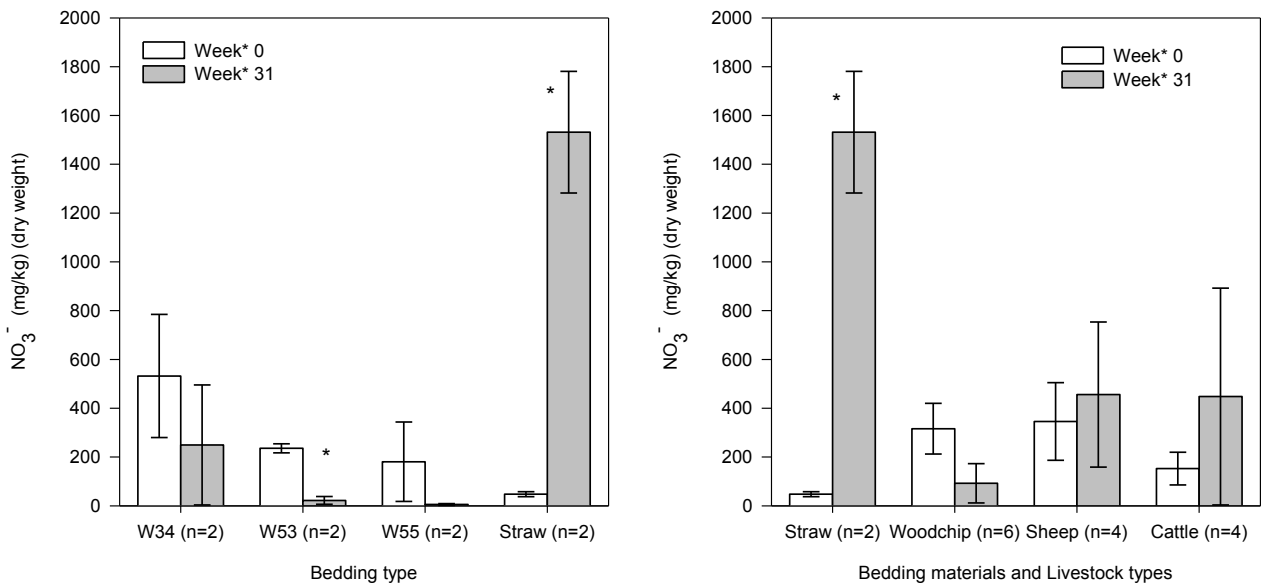 2000
1800
1600
1400
1200
1000
800
600
400
200
0
NO3- (mg/kg) (dry weight)
Week* 0
Week* 31
*
*
W34 (n=2) W53 (n=2) W55 (n=2) Straw (n=2)
Bedding type
2000
1800
1600
1400
1200
1000
800
600
400
200
0
NO3- (mg/kg) (dry weight)
Week* 0
Week* 31
*
Straw (n=2) Woodchip (n=6) Sheep (n=4) Cattle (n=4)
Bedding materials and Livestock types